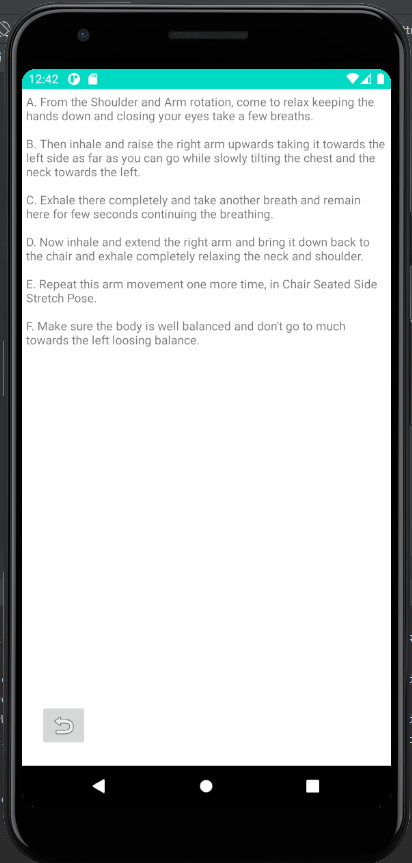 12:42
A. From the Shoulder and Arm rotation, come to relax keeping the
hands down and closing your eyes take a few breaths.
B. Then inhale and raise the right arm upwards taking it towards the
left side as far as you can go while slowly tilting the chest and the
neck towards the left.
C. Exhale there completely and take another breath and remain
here for few seconds continuing the breathing.
D. Now inhale and extend the right arm and bring it down back to
the chair and exhale completely relaxing the neck and shoulder.
E. Repeat this arm movement one more time, in Chair Seated Side
Stretch Pose.
F. Make sure the body is well balanced and don't go to much
towards the left loosing balance.